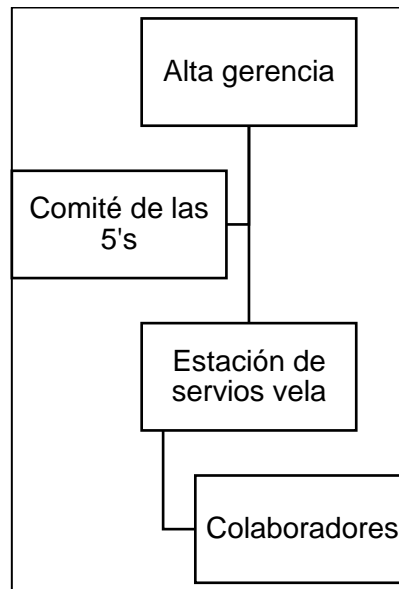 Alta gerencia
Comité de las
5's
Estación de
servios vela
Colaboradores